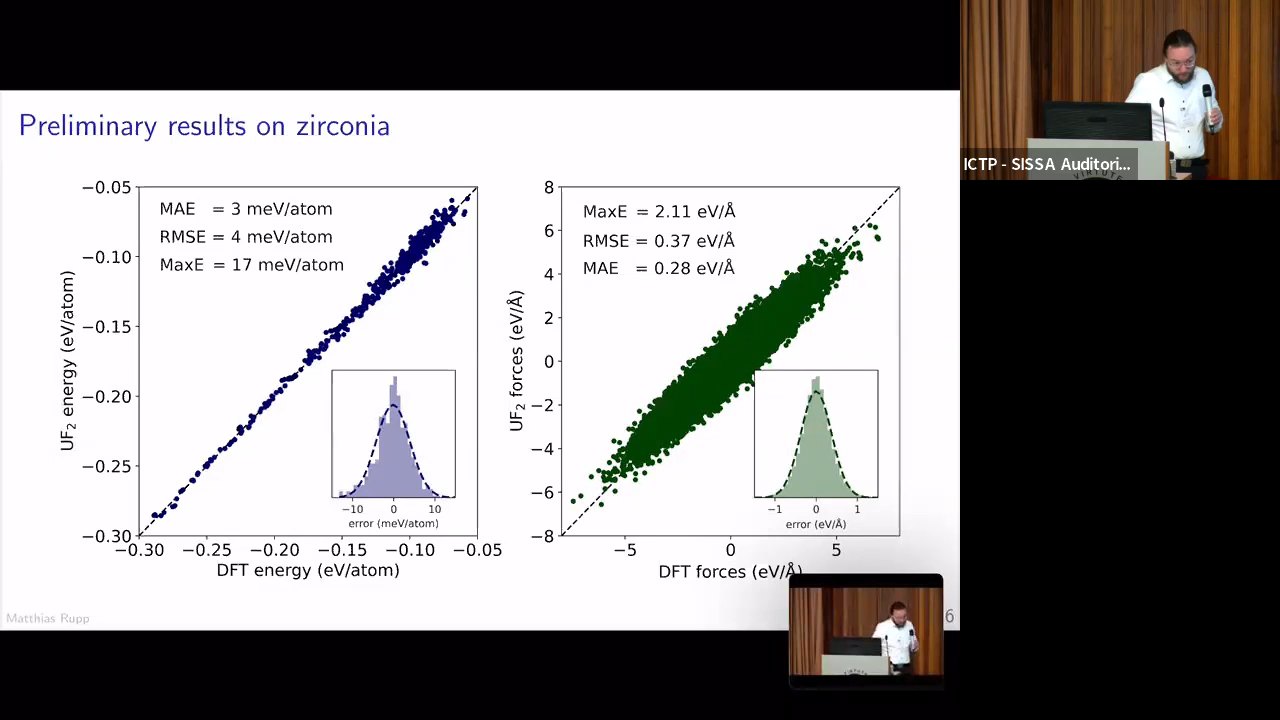 Preliminary results on zirconia
MAE = 3 meV/atom
RMSE = 4 meV/atom
MaxE = 17 meV/atom
−0.05
−0.10
−0.15
−0.20
−0.25
−0.30
UF₂ energy (eV/atom)
−0.30 −0.25 −0.20 −0.15 −0.10 −0.05
DFT energy (eV/atom)
−10 0 10
error (meV/atom)
MaxE = 2.11 eV/Å
RMSE = 0.37 eV/Å
MAE = 0.28 eV/Å
8
6
4
2
0
−2
−4
−6
−8
UF₂ forces (eV/Å)
−5 0 5
DFT forces (eV/Å)
−1 0 1
error (eV/Å)
Matthias Rupp
6
ICTP - SISSA Auditori...
VIRTUTE